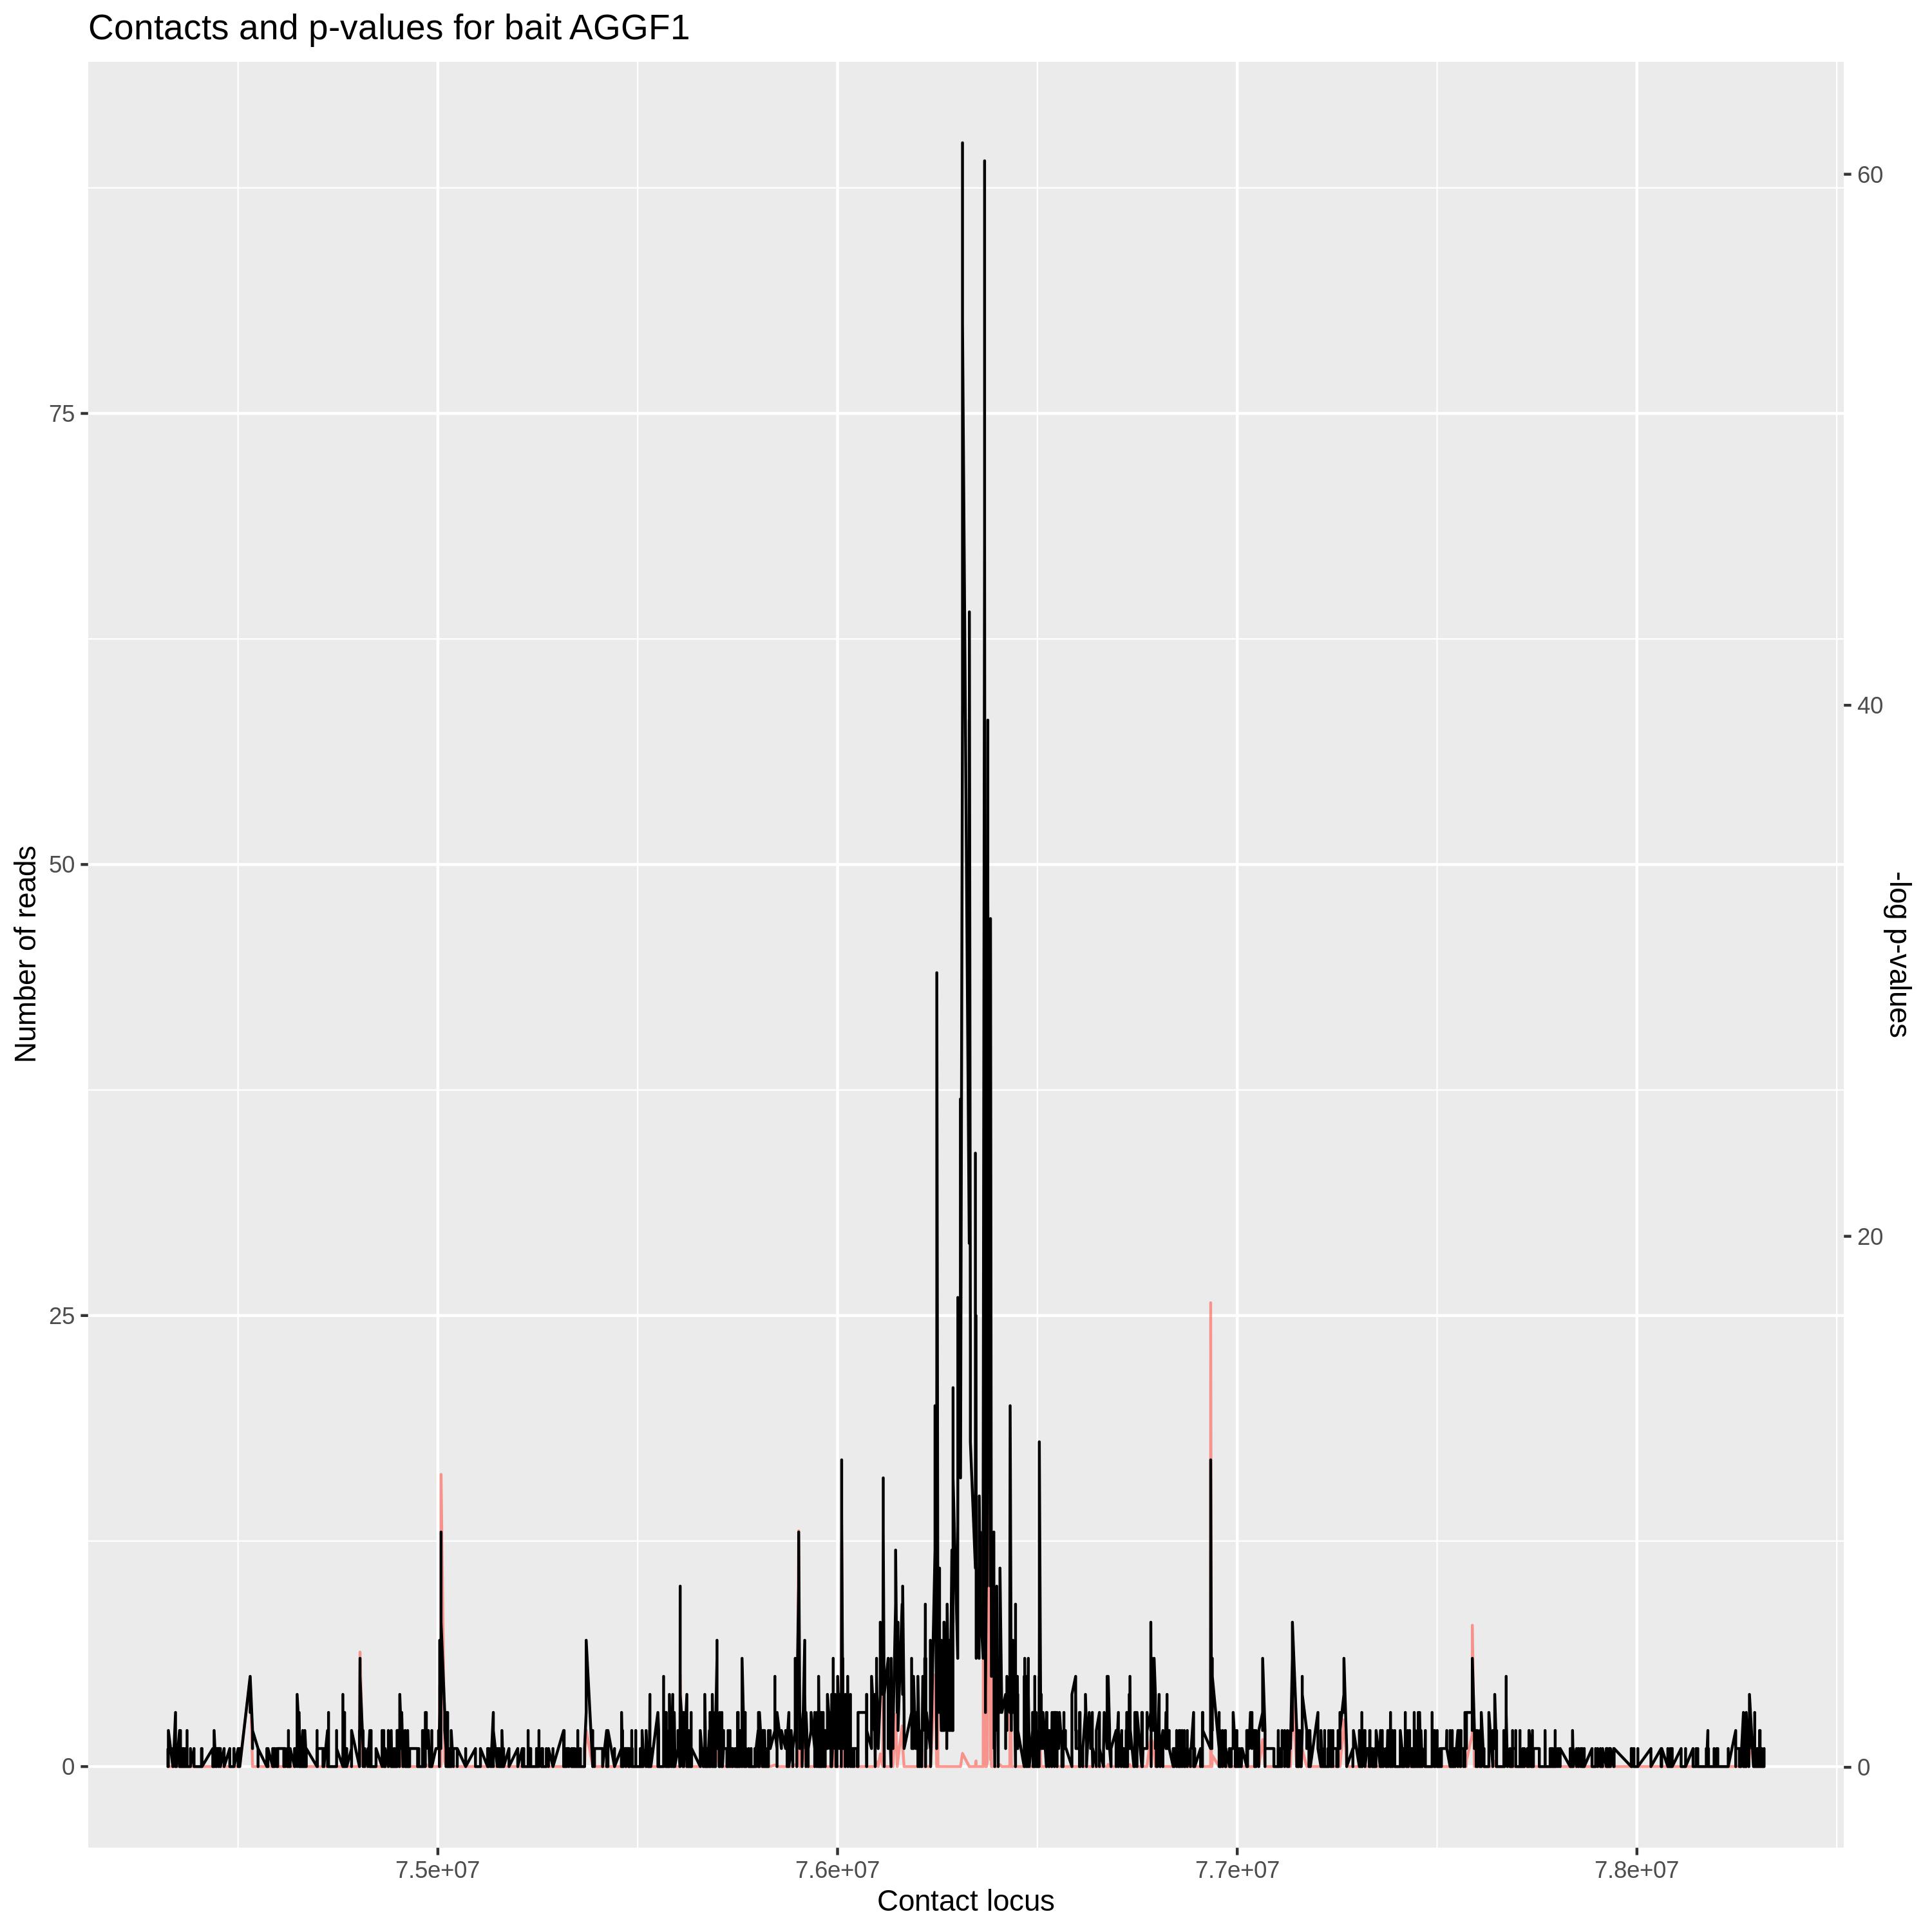 Contacts and p-values for bait AGGF1
75
50
25
0
60
40
20
0
Number of reads
-log p-values
7.5e+07 7.6e+07 7.7e+07 7.8e+07
Contact locus